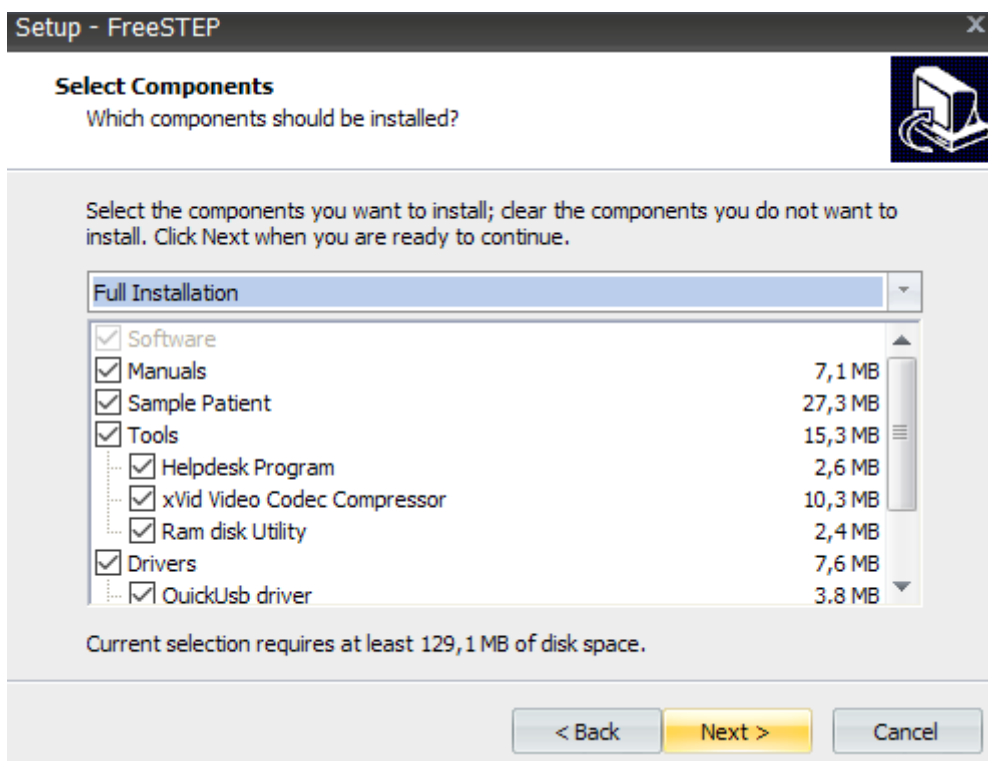 Setup - FreeSTEP
X
Select Components
Which components should be installed?
Select the components you want to install; clear the components you do not want to
install. Click Next when you are ready to continue.
Full Installation
Software
Manuals 7,1 MB
Sample Patient 27,3 MB
Tools 15,3 MB
Helpdesk Program 2,6 MB
xVid Video Codec Compressor 10,3 MB
Ram disk Utility 2,4 MB
Drivers 7,6 MB
QuickUsb driver 3,8 MB
Current selection requires at least 129,1 MB of disk space.
< Back Next > Cancel